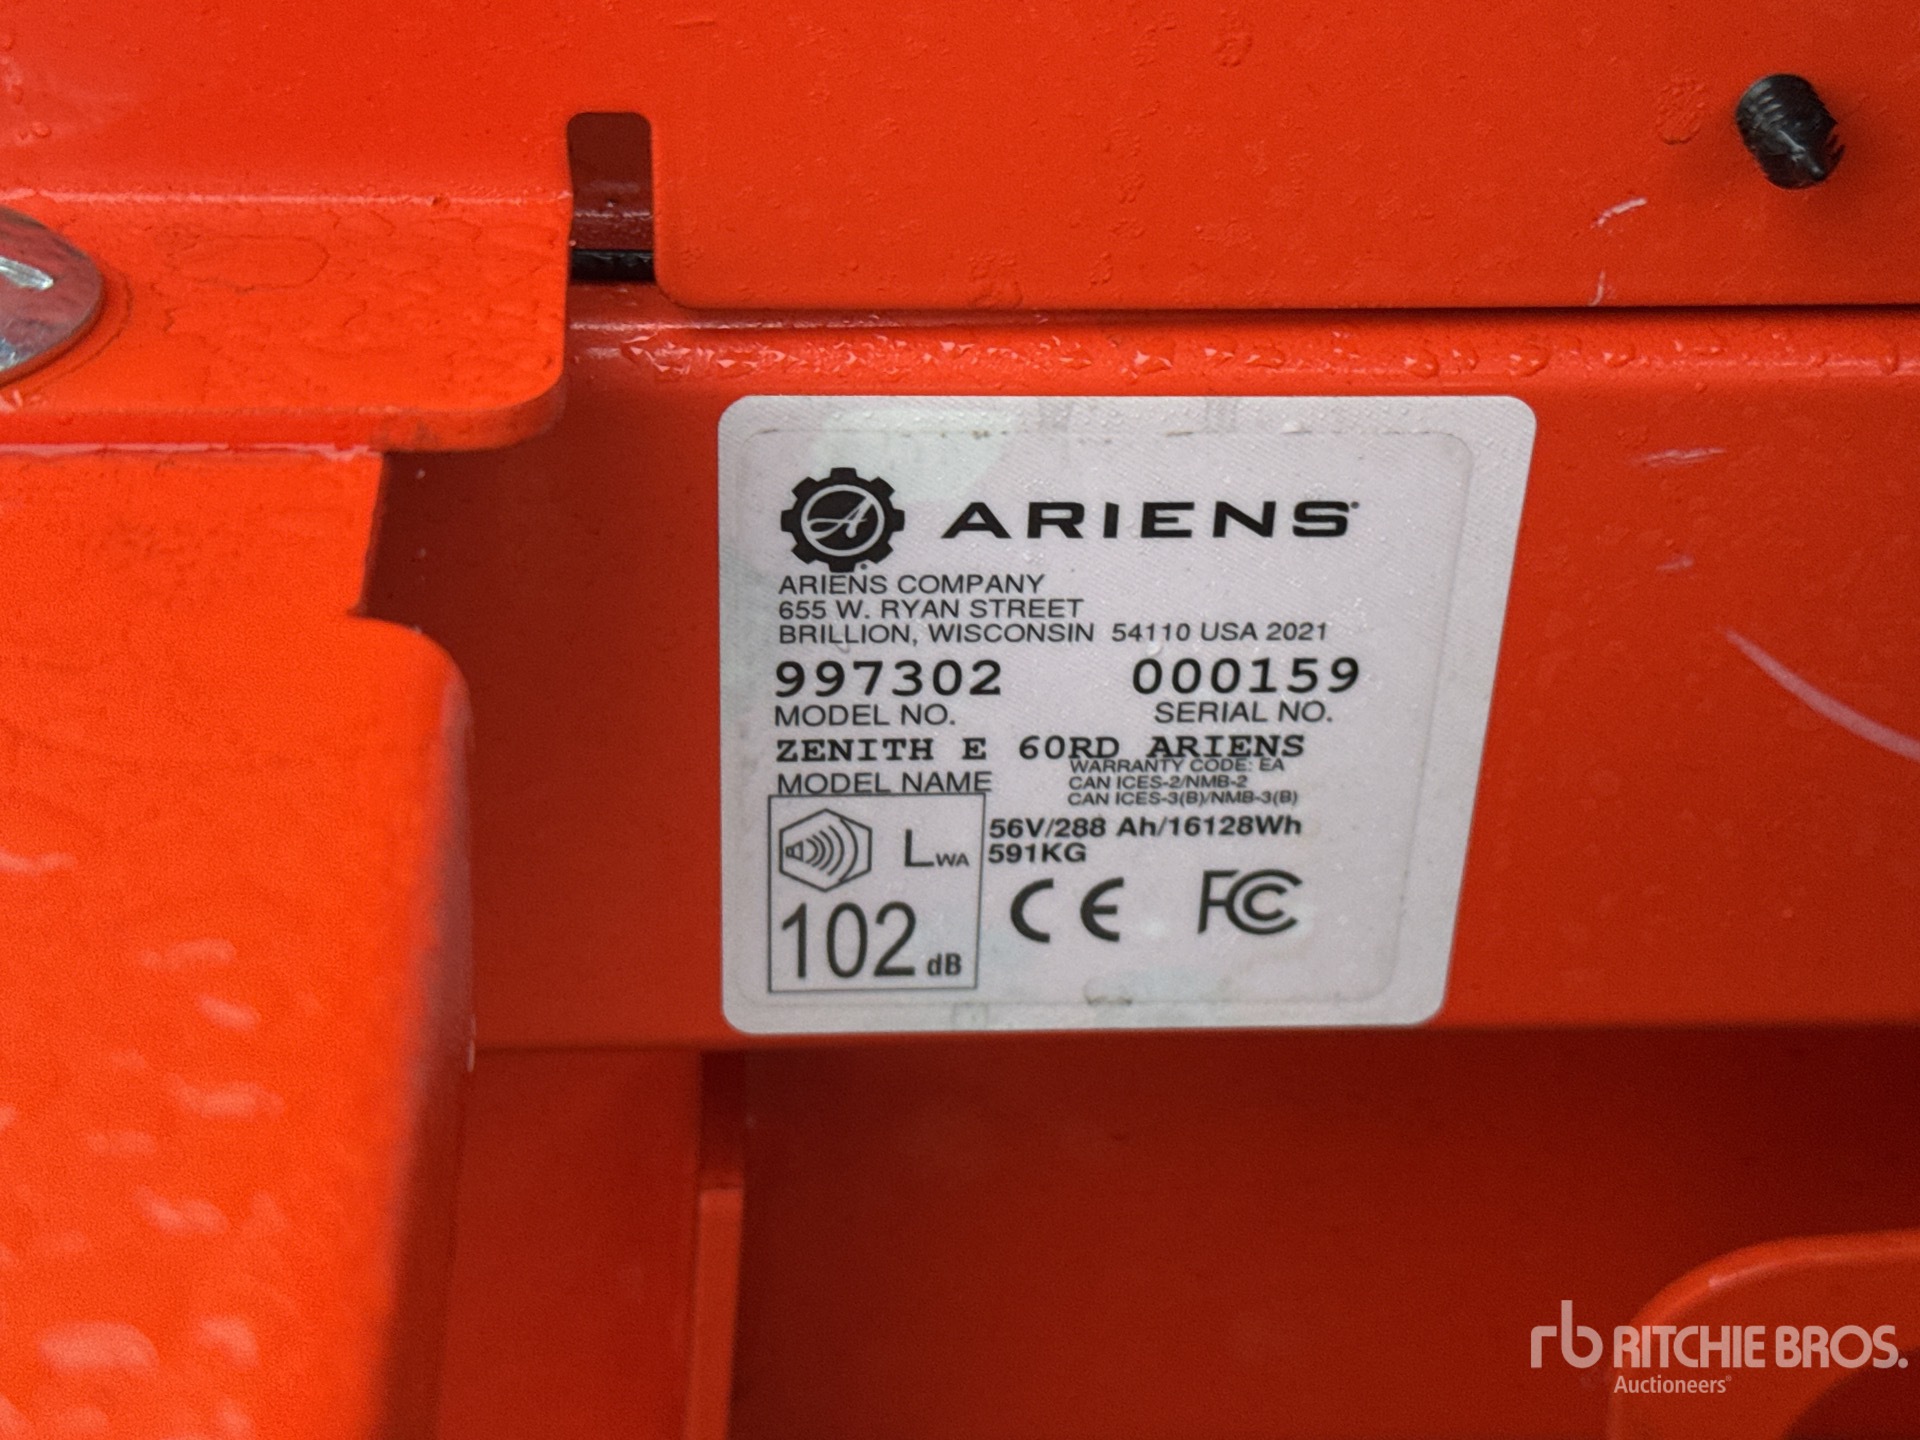 ARIENS®
ARIENS COMPANY
655 W. RYAN STREET
BRILLION, WISCONSIN 54110 USA 2021
997302 000159
MODEL NO. SERIAL NO.
ZENITH E 60RD ARIENS
MODEL NAME
WARRANTY CODE: EA
CAN ICES-2/NMB-2
CAN ICES-3(B)/NMB-3(B)
56V/288 Ah/16128Wh
591KG
LWA
102 dB
CE FC
rb RITCHIE BROS.
Auctioneers®